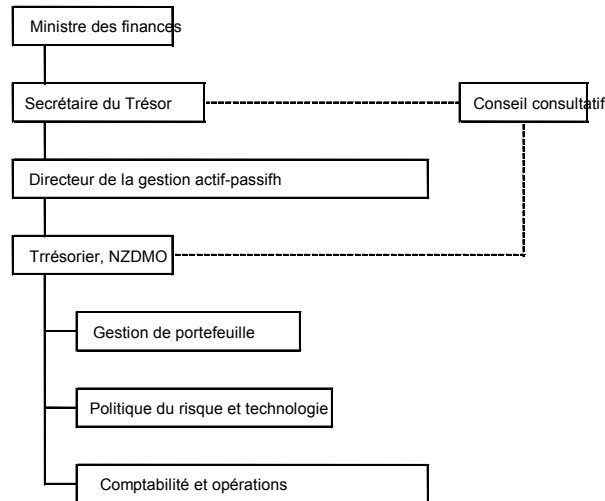 Ministre des finances
Secrétaire du Trésor
Conseil consultatif
Directeur de la gestion actif-passifh
Trrésorier, NZDMO
Gestion de portefeuille
Politique du risque et technologie
Comptabilité et opérations